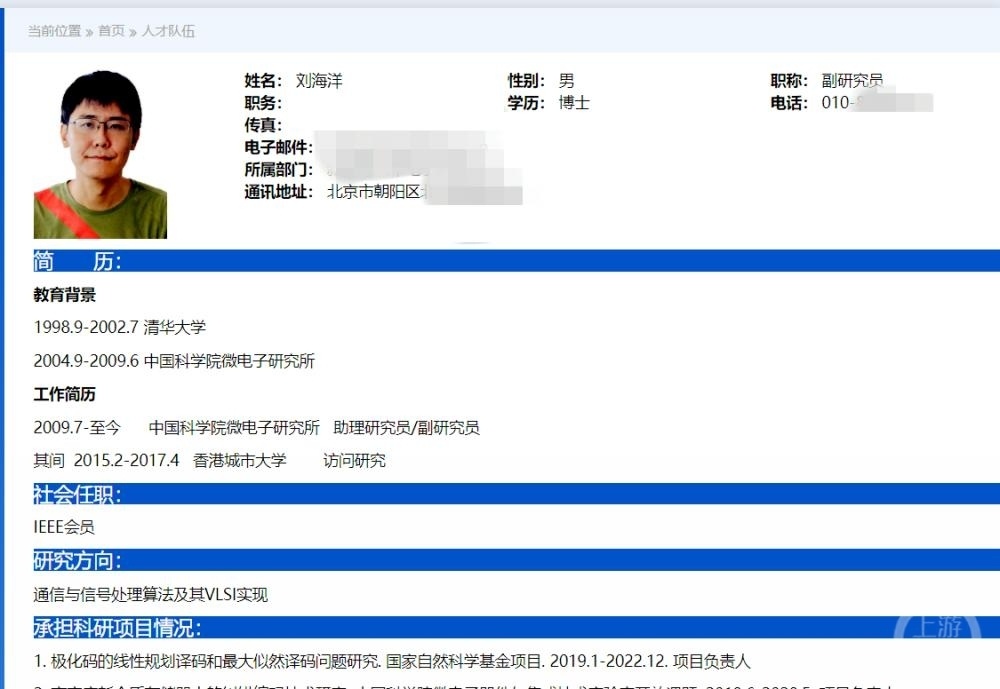 当前位置 » 首页 » 人才队伍
姓名： 刘海洋 性别： 男 职称： 副研究员
职务： 学历： 博士 电话： 010-
传真：
电子邮件：
所属部门：
通讯地址： 北京市朝阳区
简 历：
教育背景
1998.9-2002.7 清华大学
2004.9-2009.6 中国科学院微电子研究所
工作简历
2009.7-至今 中国科学院微电子研究所 助理研究员/副研究员
其间 2015.2-2017.4 香港城市大学 访问研究
社会任职：
IEEE会员
研究方向：
通信与信号处理算法及其VLSI实现
承担科研项目情况：
1. 极化码的线性规划译码和最大似然译码问题研究. 国家自然科学基金项目. 2019.1-2022.12. 项目负责人
上游